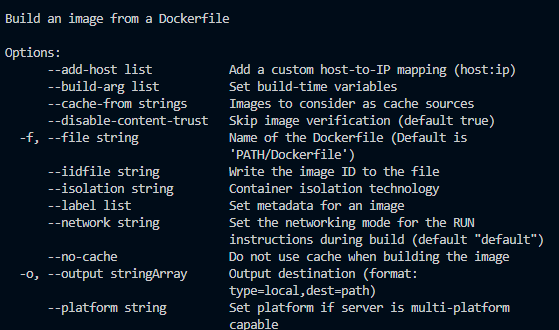 Build an image from a Dockerfile
Options:
--add-host list Add a custom host-to-IP mapping (host:ip)
--build-arg list Set build-time variables
--cache-from strings Images to consider as cache sources
--disable-content-trust Skip image verification (default true)
-f, --file string Name of the Dockerfile (Default is
'PATH/Dockerfile')
--iidfile string Write the image ID to the file
--isolation string Container isolation technology
--label list Set metadata for an image
--network string Set the networking mode for the RUN
instructions during build (default "default")
--no-cache Do not use cache when building the image
-o, --output stringArray Output destination (format:
type=local,dest=path)
--platform string Set platform if server is multi-platform
capable